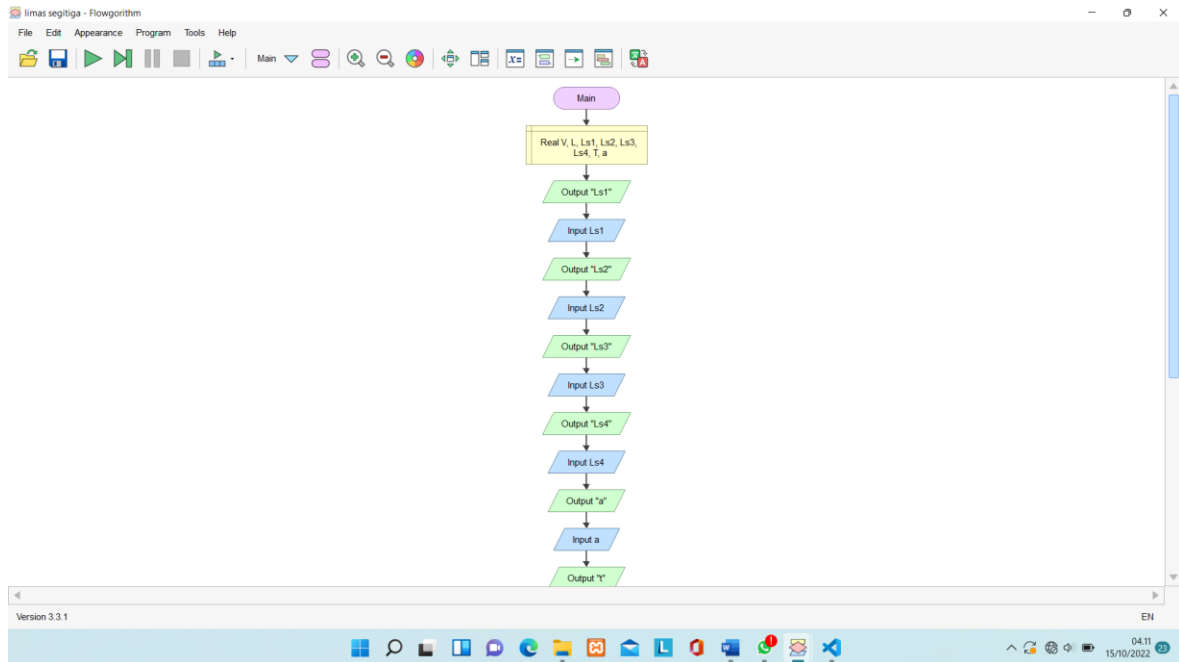 limas segitiga - Flowgorithm
File Edit Appearance Program Tools Help
Main
Main
Real V, L, Ls1, Ls2, Ls3,
Ls4, T, a
Output "Ls1"
Input Ls1
Output "Ls2"
Input Ls2
Output "Ls3"
Input Ls3
Output "Ls4"
Input Ls4
Output "a"
Input a
Output "t"
Version 3.3.1
EN
04.11
15/10/2022
23